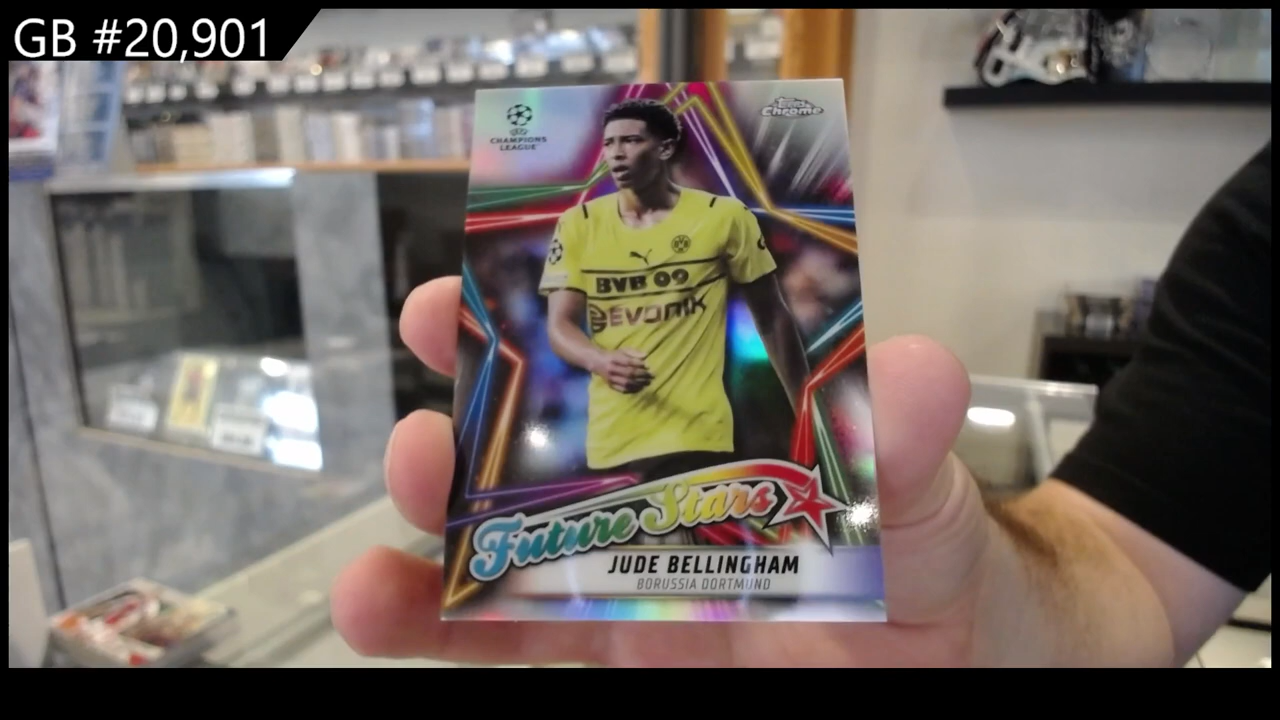 GB #20,901
CHAMPIONS
LEAGUE
Topps
Chrome
BVB 09
EVONIK
Future Stars
JUDE BELLINGHAM
BORUSSIA DORTMUND